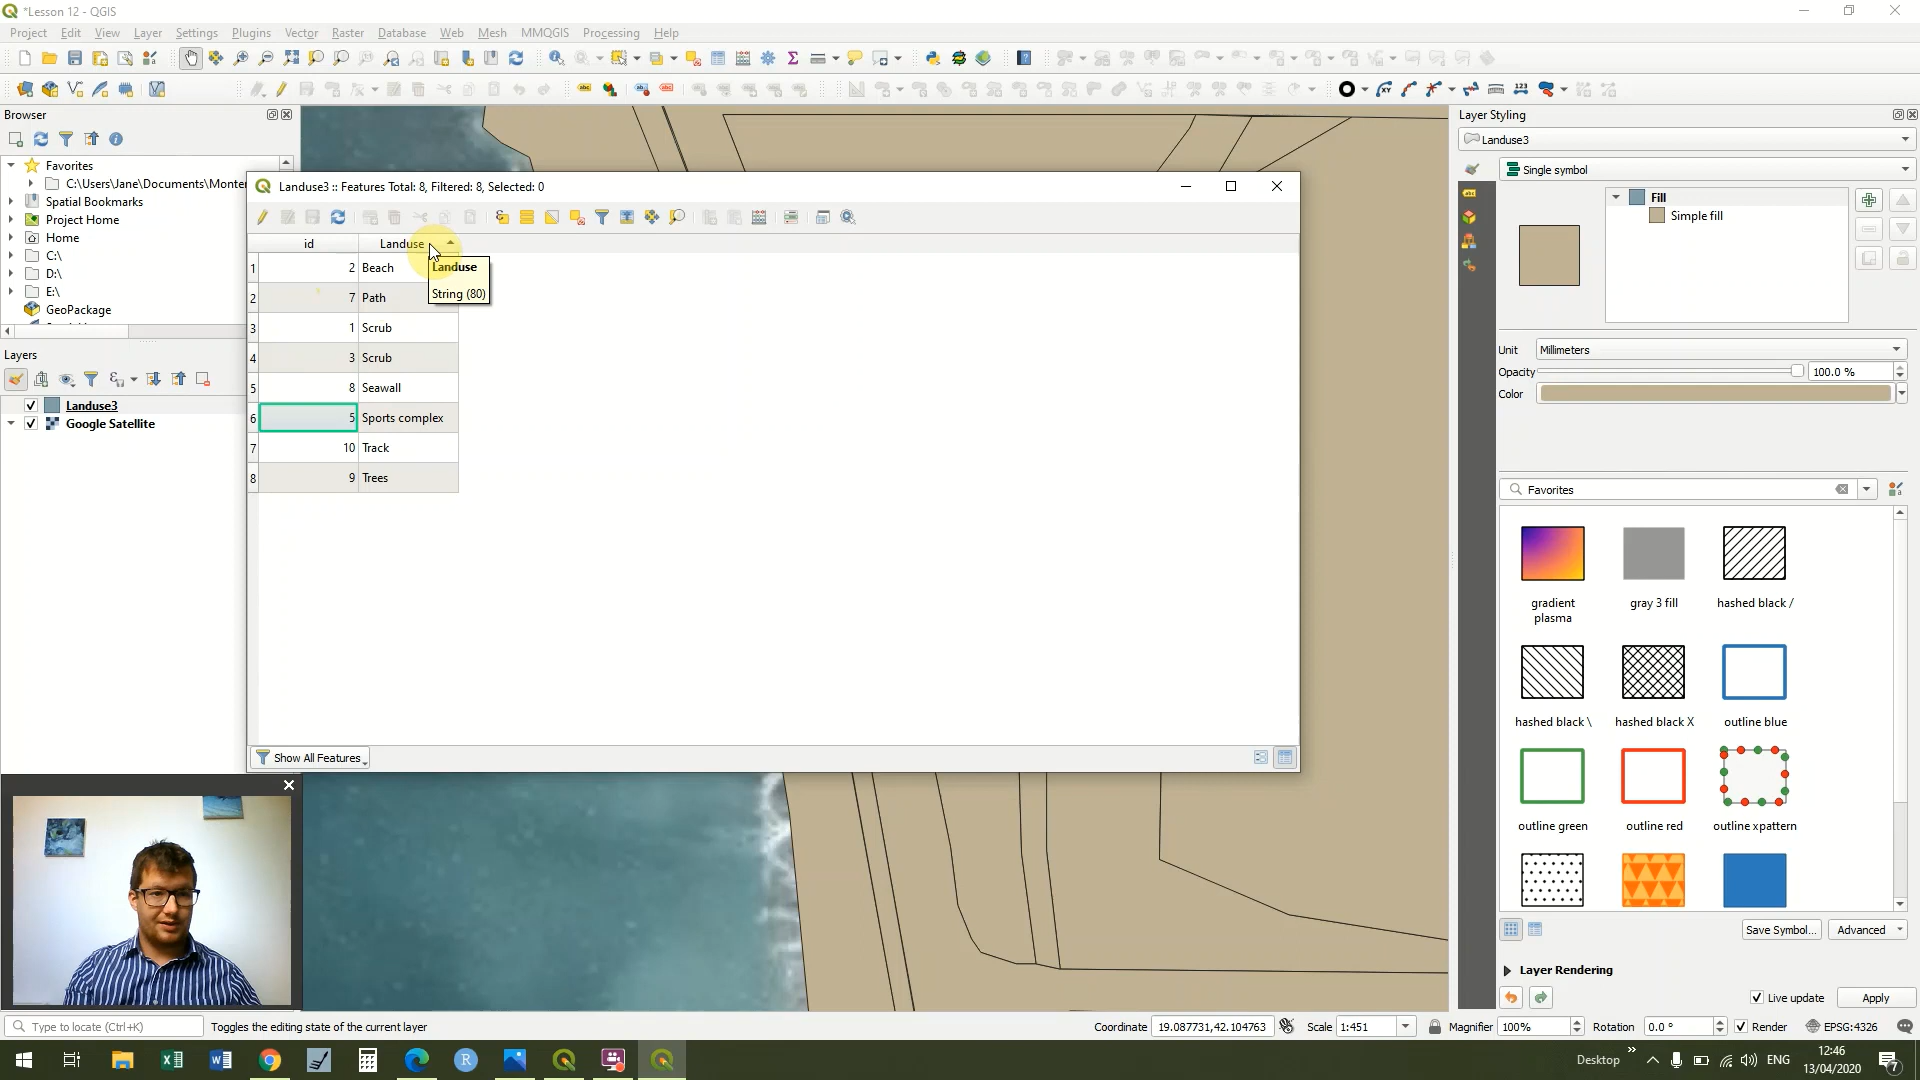 *Lesson 12 - QGIS
Project Edit View Layer Settings Plugins Vector Raster Database Web Mesh MMQGIS Processing Help
Browser
Favorites
C:\Users\Jane\Documents\Monter
Spatial Bookmarks
Project Home
Home
C:\
D:\
E:\
GeoPackage
Layers
Landuse3
Google Satellite
Landuse3 :: Features Total: 8, Filtered: 8, Selected: 0
id Landuse
1 2 Beach
2 7 Path
3 1 Scrub
4 3 Scrub
5 8 Seawall
6 5 Sports complex
7 10 Track
8 9 Trees
Landuse
String (80)
Show All Features
Layer Styling
Landuse3
Single symbol
Fill
Simple fill
Unit Millimeters
Opacity 100.0 %
Color
Favorites
gradient plasma
gray 3 fill
hashed black /
hashed black \
hashed black X
outline blue
outline green
outline red
outline xpattern
Save Symbol... Advanced
Layer Rendering
Live update Apply
Type to locate (Ctrl+K) Toggles the editing state of the current layer Coordinate 19.087731,42.104763 Scale 1:451 Magnifier 100% Rotation 0.0 ° Render EPSG:4326
Desktop ENG 12:46
13/04/2020
7